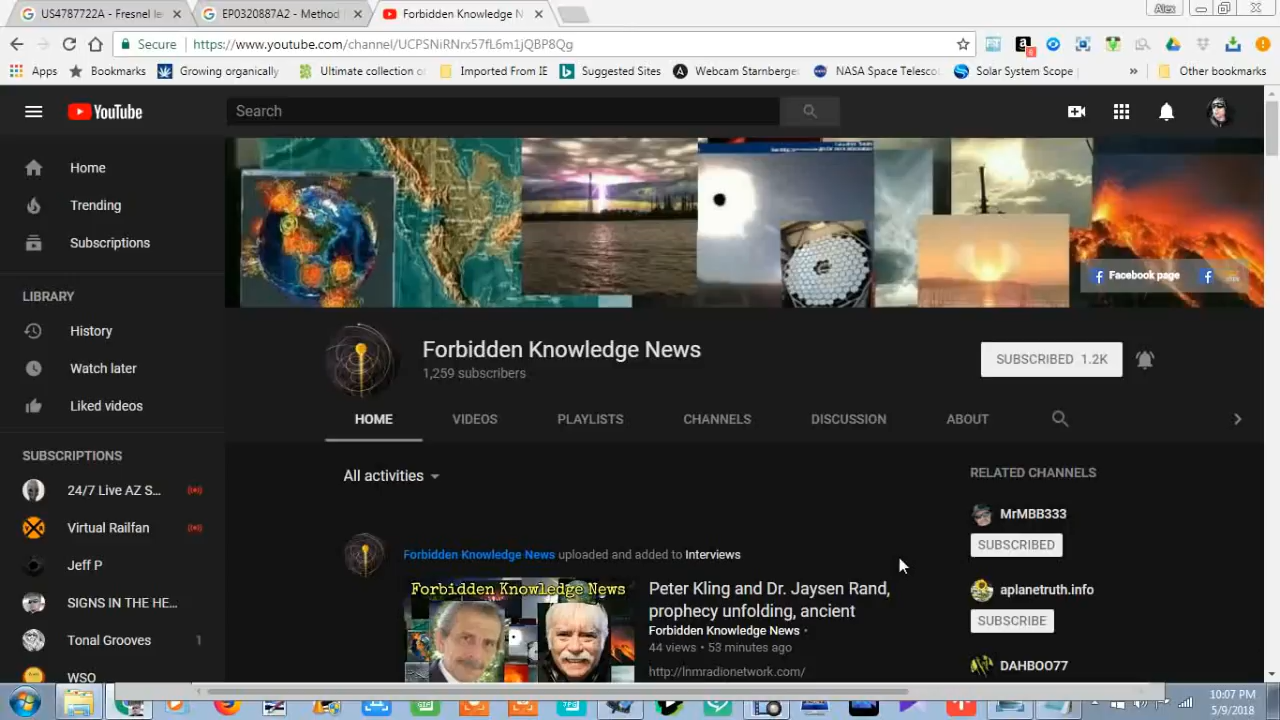 US4787722A - Fresnel le
EP0320887A2 - Method
Forbidden Knowledge N
Alex
Secure
https://www.youtube.com/channel/UCPSNiRNrx57fL6m1jQBP8Qg
Apps
Bookmarks
Growing organically
Ultimate collection o
Imported From IE
Suggested Sites
Webcam Starnberge
NASA Space Telesco
Solar System Scope
»
Other bookmarks
YouTube
Search
Home
Trending
Subscriptions
LIBRARY
History
Watch later
Liked videos
SUBSCRIPTIONS
24/7 Live AZ S...
Virtual Railfan
Jeff P
SIGNS IN THE HE...
Tonal Grooves 1
VSO
Facebook page
Forbidden Knowledge News
1,259 subscribers
SUBSCRIBED 1.2K
HOME
VIDEOS
PLAYLISTS
CHANNELS
DISCUSSION
ABOUT
All activities
Forbidden Knowledge News uploaded and added to Interviews
Forbidden Knowledge News
Peter Kling and Dr. Jaysen Rand,
prophecy unfolding, ancient
Forbidden Knowledge News •
44 views • 53 minutes ago
http://lnmradionetwork.com/
RELATED CHANNELS
MrMBB333
SUBSCRIBED
aplanetruth.info
SUBSCRIBE
DAHBOO77
10:07 PM
5/9/2018